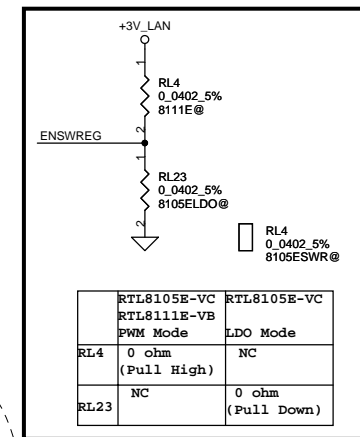 +3V_LAN
1
RL4
0_0402_5%
8111E@
2
ENSWREG
1
RL23
0_0402_5%
8105ELDO@
2
RL4
0_0402_5%
8105ESWR@
RTL8105E-VC RTL8105E-VC
RTL8111E-VB
PWM Mode LDO Mode
RL4 0 ohm NC
(Pull High)
RL23 NC 0 ohm
(Pull Down)